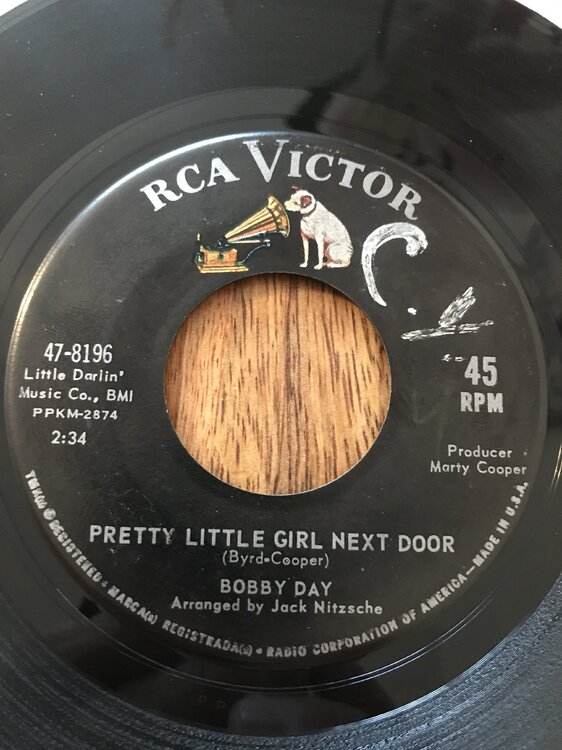 RCA VICTOR
47-8196
Little Darlin'
Music Co., BMI
PPKM-2874
2:34
45
RPM
Producer
Marty Cooper
PRETTY LITTLE GIRL NEXT DOOR
(Byrd-Cooper)
BOBBY DAY
Arranged by Jack Nitzsche
TMK(s) ® REGISTERED • MARCA(s) REGISTRADA(s) • RADIO CORPORATION OF AMERICA—MADE IN U.S.A.